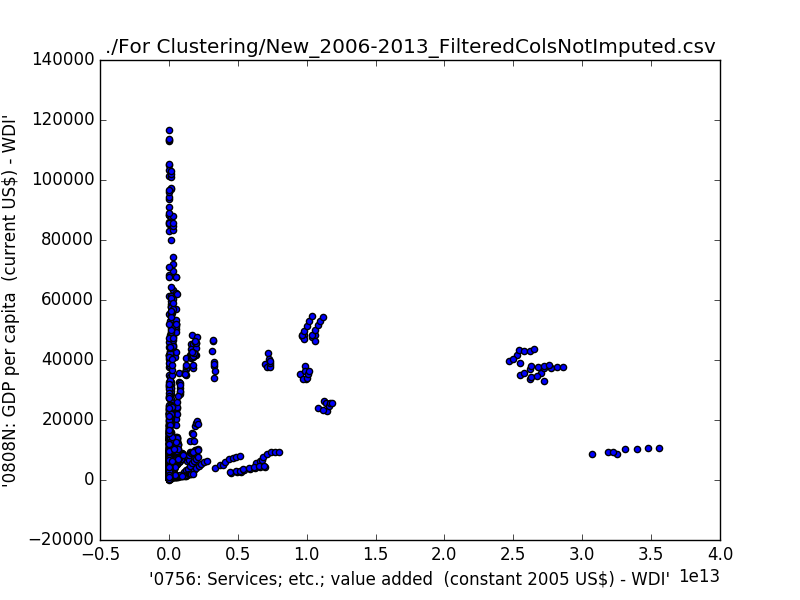 ./For Clustering/New_2006-2013_FilteredColsNotImputed.csv
140000
120000
100000
80000
60000
40000
20000
0
−20000
'0808N: GDP per capita  (current US$) - WDI'
−0.5 0.0 0.5 1.0 1.5 2.0 2.5 3.0 3.5 4.0
1e13
'0756: Services; etc.; value added  (constant 2005 US$) - WDI'